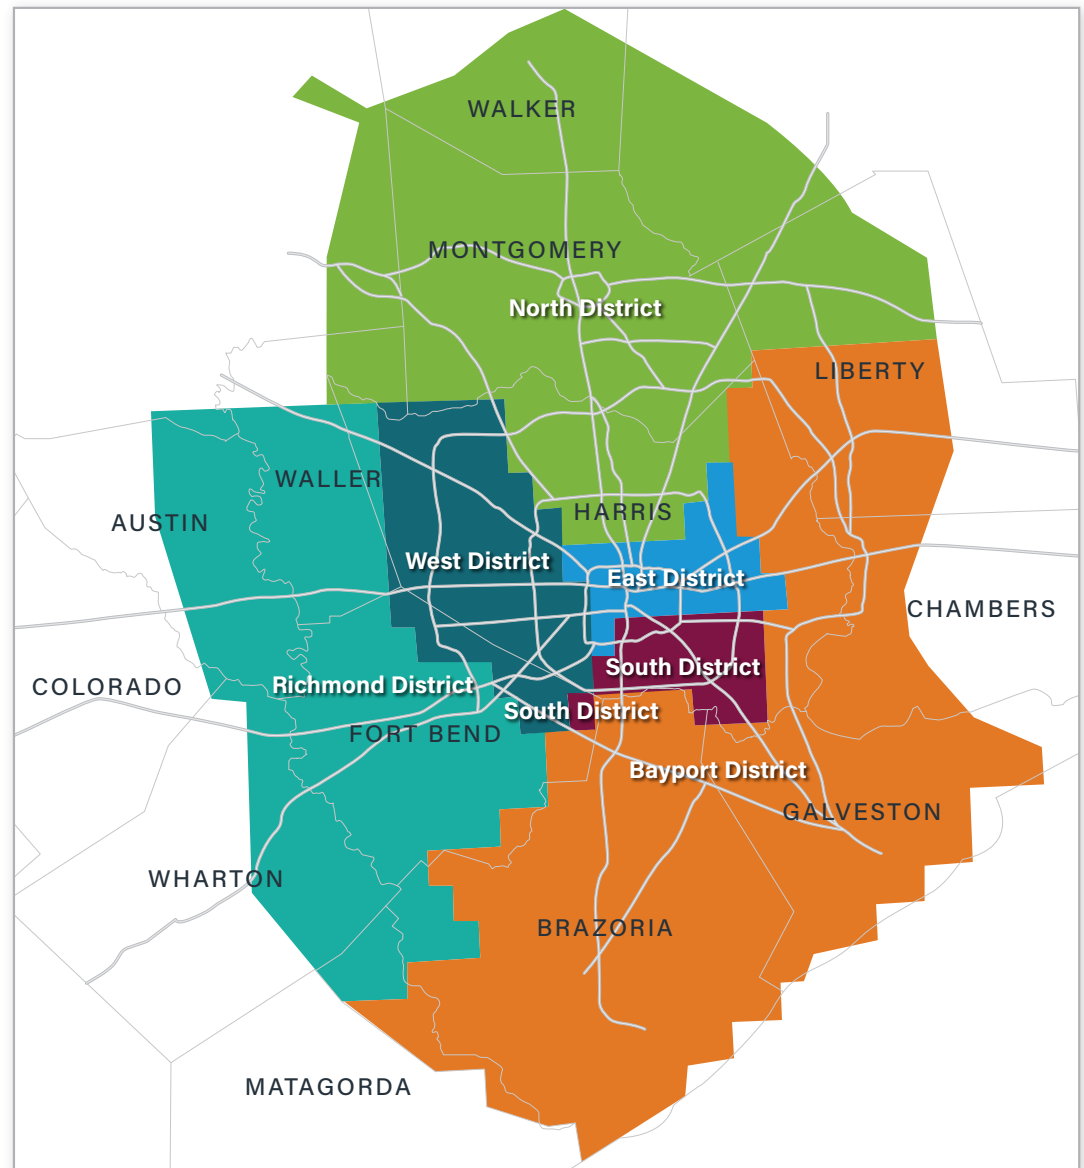 WALKER
MONTGOMERY
North District
LIBERTY
WALLER
HARRIS
AUSTIN
West District
East District
CHAMBERS
South District
COLORADO
Richmond District
South District
FORT BEND
Bayport District
GALVESTON
WHARTON
BRAZORIA
MATAGORDA